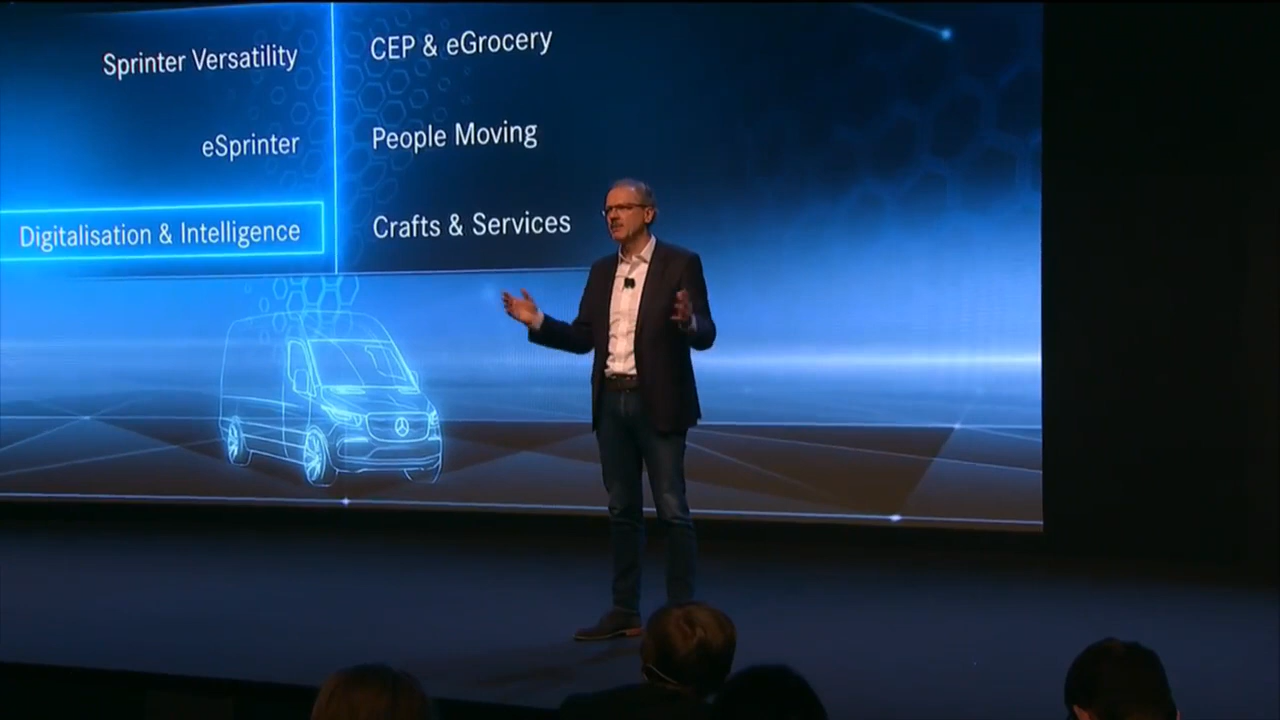 Sprinter Versatility
eSprinter
Digitalisation & Intelligence
CEP & eGrocery
People Moving
Crafts & Services